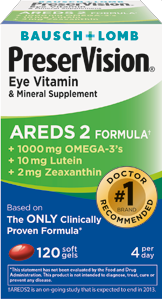 BAUSCH + LOMB
PreserVision®
Eye Vitamin
& Mineral Supplement
AREDS 2 FORMULA†
+ 1000 mg OMEGA-3's
+ 10 mg Lutein
+ 2 mg Zeaxanthin
DOCTOR
#1
BRAND
RECOMMENDED
Based on
The ONLY Clinically
Proven Formula*
120 soft gels
4 per day
*This statement has not been evaluated by the Food and Drug
Administration. This product is not intended to diagnose, treat, cure or
prevent any disease.
AREDS2 is an on-going study that is expected to end in 2013.